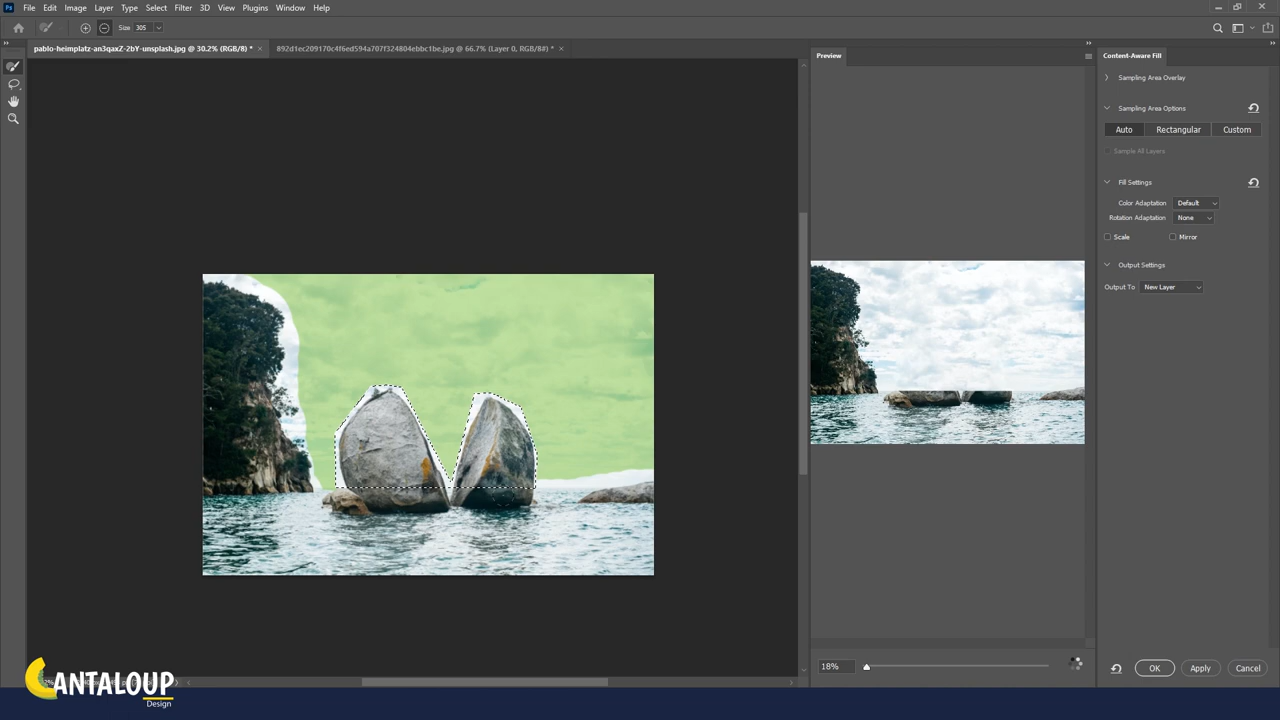 Ps File Edit Image Layer Type Select Filter 3D View Plugins Window Help
Size 305
pablo-heimplatz-an3qaxZ-2bY-unsplash.jpg @ 30.2% (RGB/8) * × 892d1ec209170c4f6ed594a707f324804ebbc1be.jpg @ 66.7% (Layer 0, RGB/8#) * ×
Preview
Content-Aware Fill
Sampling Area Overlay
Sampling Area Options
Auto Rectangular Custom
Sample All Layers
Fill Settings
Color Adaptation Default
Rotation Adaptation None
Scale Mirror
Output Settings
Output To New Layer
18%
OK Apply Cancel
CANTALOUP
Design